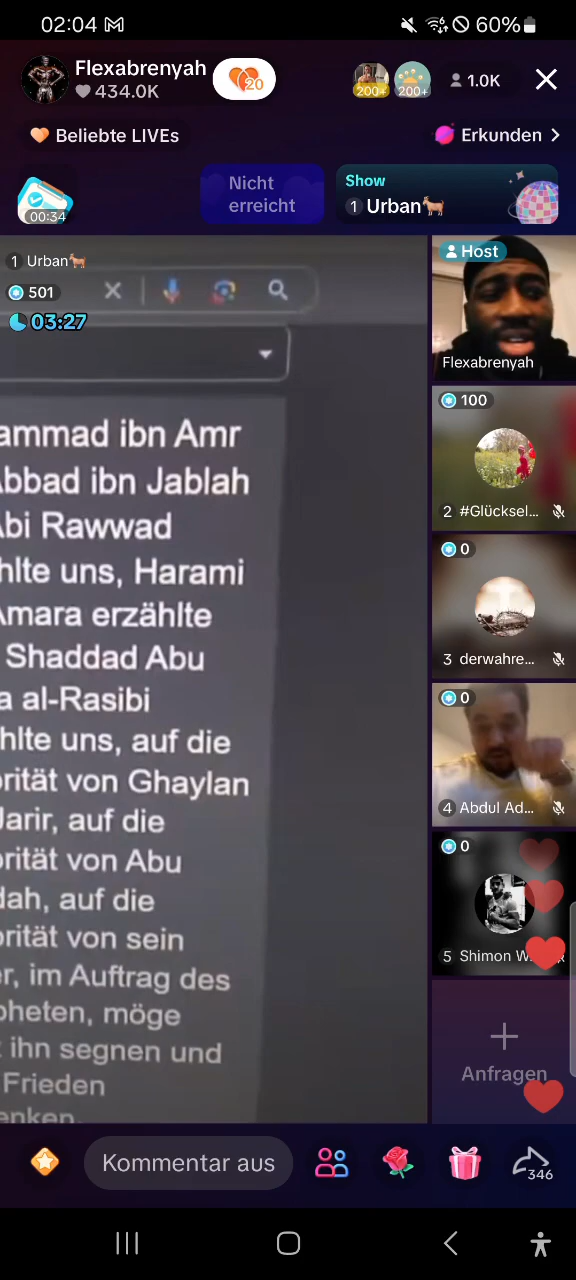 02:04
60%
Flexabrenyah
434.0K
20
200+
200+
1.0K
Beliebte LIVEs
Erkunden
00:34
Nicht
erreicht
Show
1 Urban
1 Urban
501
03:27
ammad ibn Amr
Abbad ibn Jablah
Abi Rawwad
hlte uns, Harami
Amara erzählte
Shaddad Abu
a al-Rasibi
hlte uns, auf die
orität von Ghaylan
Jarir, auf die
orität von Abu
dah, auf die
orität von sein
er, im Auftrag des
pheten, möge
ihn segnen und
Frieden
enken
Host
Flexabrenyah
100
2 #Glücksel...
0
3 derwahre...
0
4 Abdul Ad...
0
5 Shimon W
Anfragen
Kommentar aus
346